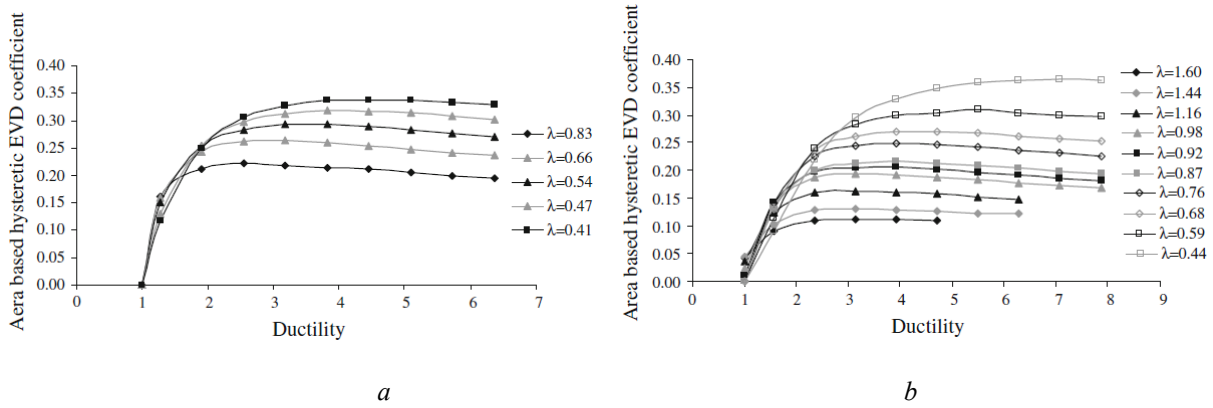 Aera based hysteretic EVD coefficient
0.40
0.35
0.30
0.25
0.20
0.15
0.10
0.05
0.00
0 1 2 3 4 5 6 7
Ductility
λ=0.83
λ=0.66
λ=0.54
λ=0.47
λ=0.41
a
Area based hysteretic EVD coefficient
0.40
0.35
0.30
0.25
0.20
0.15
0.10
0.05
0.00
0 1 2 3 4 5 6 7 8 9
Ductility
λ=1.60
λ=1.44
λ=1.16
λ=0.98
λ=0.92
λ=0.87
λ=0.76
λ=0.68
λ=0.59
λ=0.44
b